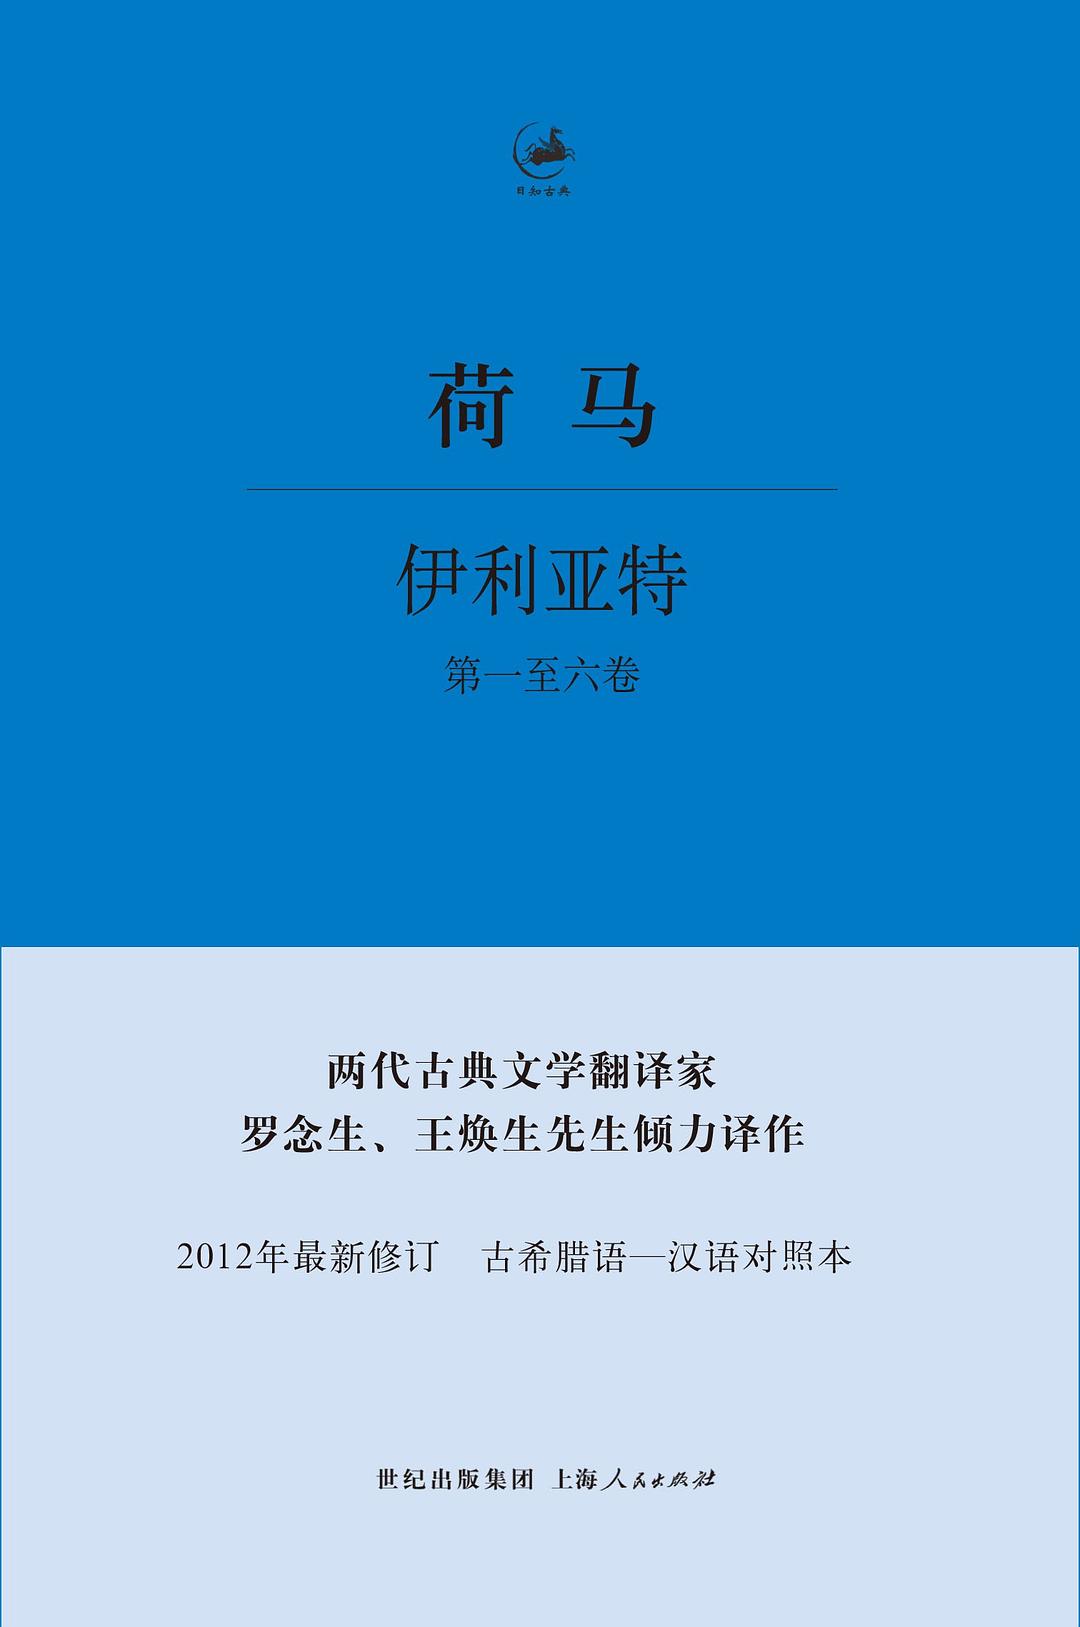 日知古典
荷马
伊利亚特
第一至六卷
两代古典文学翻译家
罗念生、王焕生先生倾力译作
2012年最新修订 古希腊语—汉语对照本
世纪出版集团 上海人民出版社